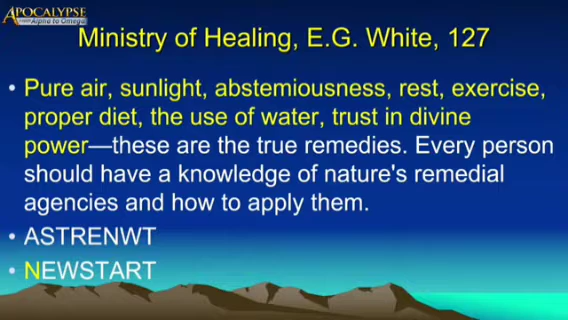 APOCALYPSE
Alpha to Omega
Ministry of Healing, E.G. White, 127
• Pure air, sunlight, abstemiousness, rest, exercise,
proper diet, the use of water, trust in divine
power—these are the true remedies. Every person
should have a knowledge of nature's remedial
agencies and how to apply them.
• ASTRENWT
• NEWSTART